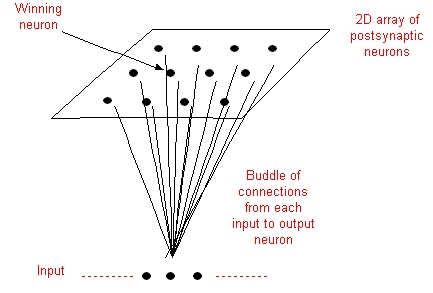 Winning
neuron
2D array of
postsynaptic
neurons
Buddle of
connections
from each
input to output
neuron
Input